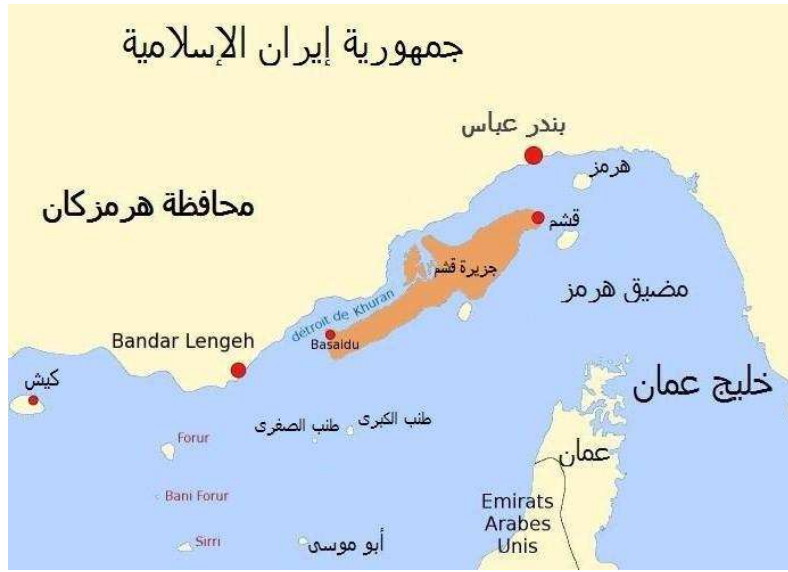 جمهورية إيران الإسلامية
بندر عباس
هرمز
محافظة هرمزكان
قشم
جزيرة قشم
مضيق هرمز
détroit de Khuran
Bandar Lengeh
Basaidu
كيش
خليج عمان
طنب الصغرى
طنب الكبرى
Forur
عمان
Bani Forur
Emirats
Arabes
Unis
Sirri
أبو موسى